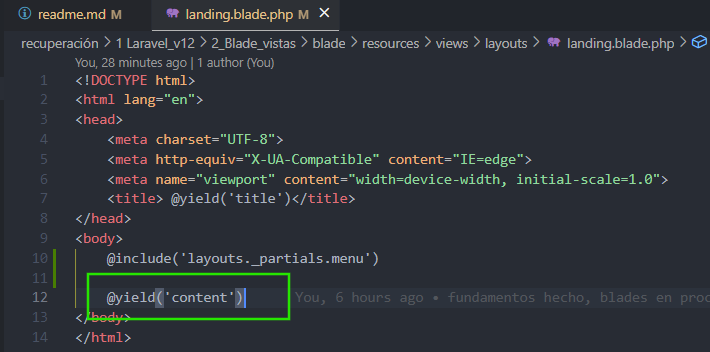 readme.md M
landing.blade.php M
recuperación > 1 Laravel_v12 > 2_Blade_vistas > blade > resources > views > layouts > landing.blade.php >
You, 28 minutes ago | 1 author (You)
1 <!DOCTYPE html>
2 <html lang="en">
3 <head>
4 <meta charset="UTF-8">
5 <meta http-equiv="X-UA-Compatible" content="IE=edge">
6 <meta name="viewport" content="width=device-width, initial-scale=1.0">
7 <title> @yield('title')</title>
8 </head>
9 <body>
10 @include('layouts._partials.menu')
11
12 @yield('content') You, 6 hours ago • fundamentos hecho, blades en proc
13 </body>
14 </html>